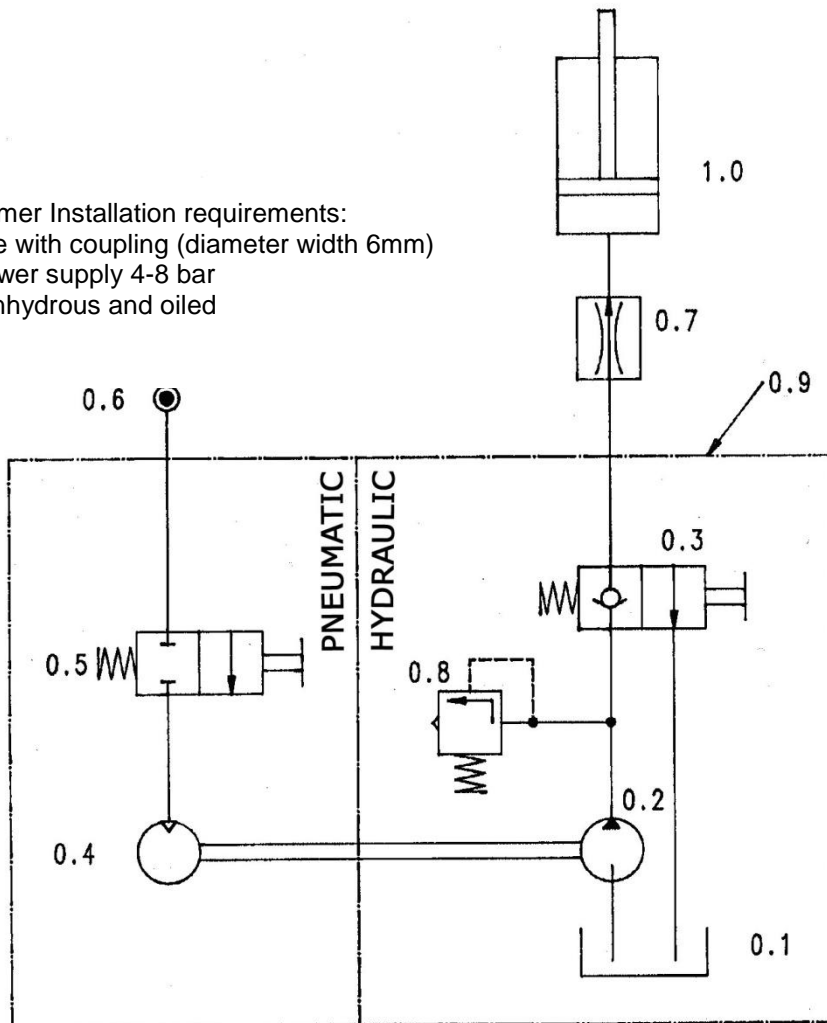 1.0
mer Installation requirements:
e with coupling (diameter width 6mm)
wer supply 4-8 bar
nhydrous and oiled
0.7
0.6
0.9
PNEUMATIC
HYDRAULIC
0.3
0.5
0.8
0.2
0.4
0.1